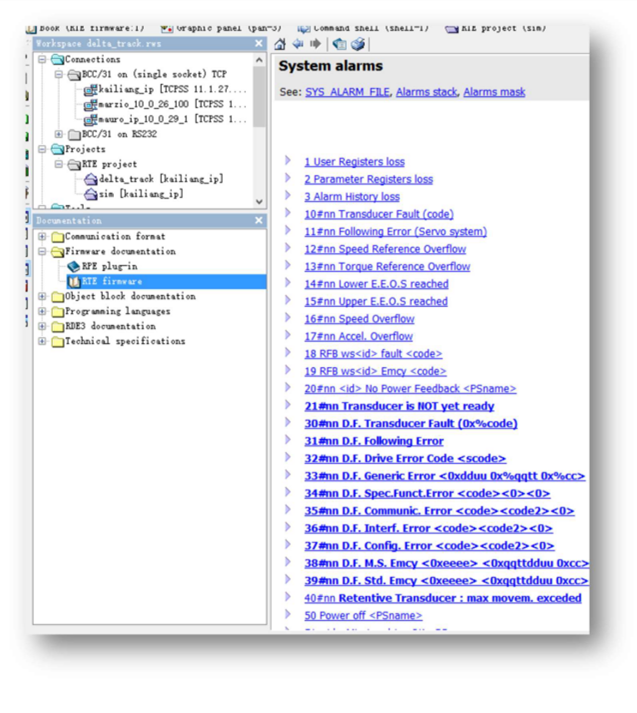 Book (RTE firmware:1)
Graphic panel (pan~3)
Command shell (shell~1)
RTE project (sim)
Workspace delta_track.rws
Connections
BCC/31 on (single socket) TCP
kailiang_ip [TCPSS 11.1.27....
marzio_10_0_26_100 [TCPSS 1...
mauro_ip_10_0_29_1 [TCPSS 1...
BCC/31 on RS232
Projects
RTE project
delta_track [kailiang_ip]
sim [kailiang_ip]
Tools
Documentation
Communication format
Firmware documentation
RPE plug-in
RTE firmware
Object block documentation
Programming languages
RDE3 documentation
Technical specifications
System alarms
See: SYS_ALARM_FILE, Alarms stack, Alarms mask
1 User Registers loss
2 Parameter Registers loss
3 Alarm History loss
10#nn Transducer Fault (code)
11#nn Following Error (Servo system)
12#nn Speed Reference Overflow
13#nn Torque Reference Overflow
14#nn Lower E.E.O.S reached
15#nn Upper E.E.O.S reached
16#nn Speed Overflow
17#nn Accel. Overflow
18 RFB ws<id> fault <code>
19 RFB ws<id> Emcy <code>
20#nn <id> No Power Feedback <PSname>
21#nn Transducer is NOT yet ready
30#nn D.F. Transducer Fault (0x%code)
31#nn D.F. Following Error
32#nn D.F. Drive Error Code <scode>
33#nn D.F. Generic Error <0xdduu 0x%qqtt 0x%cc>
34#nn D.F. Spec.Funct.Error <code><0><0>
35#nn D.F. Communic. Error <code><code2><0>
36#nn D.F. Interf. Error <code><code2><0>
37#nn D.F. Config. Error <code><code2><0>
38#nn D.F. M.S. Emcy <0xeeee> <0xqqttdduu 0xcc>
39#nn D.F. Std. Emcy <0xeeee> <0xqqttdduu 0xcc>
40#nn Retentive Transducer : max movem. exceded
50 Power off <PSname>